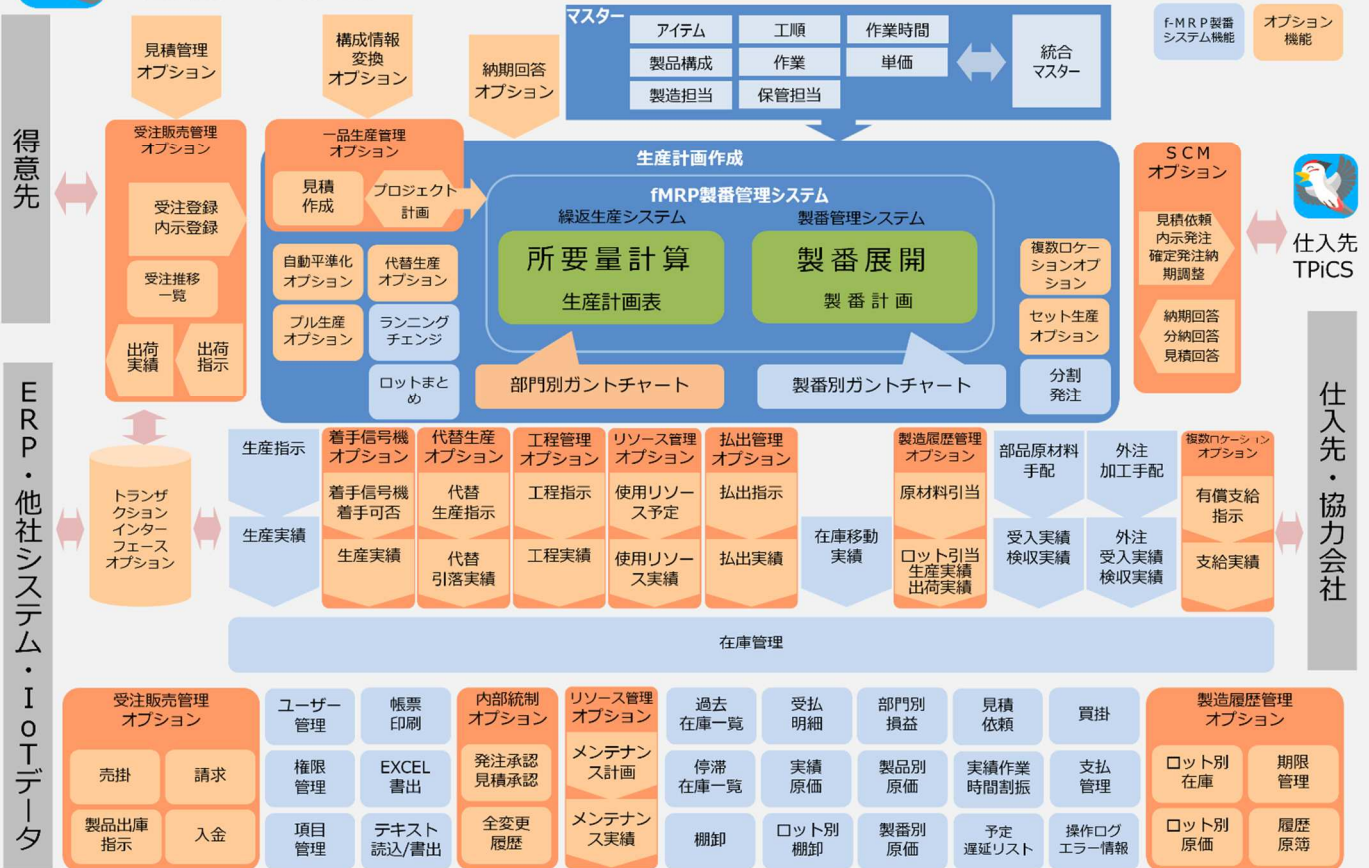 見積管理
オプション
構成情報
変換
オプション
納期回答
オプション
マスター
アイテム
工順
作業時間
製品構成
作業
単価
製造担当
保管担当
統合
マスター
f-MRP製番
システム機能
オプション
機能
得意先
受注販売管理
オプション
受注登録
内示登録
受注推移
一覧
出荷
実績
出荷
指示
一品生産管理
オプション
見積
作成
プロジェクト
計画
生産計画作成
fMRP製番管理システム
繰返生産システム
製番管理システム
所要量計算
生産計画表
製番展開
製番計画
自動平準化
オプション
代替生産
オプション
プル生産
オプション
ランニング
チェンジ
ロットまと
め
部門別ガントチャート
製番別ガントチャート
複数ロケー
ションオプ
ション
セット生産
オプション
分割
発注
SCM
オプション
見積依頼
内示発注
確定発注納
期調整
納期回答
分納回答
見積回答
仕入先
TPiCS
ERP・他社システム・IoTデータ
トランザ
クション
インター
フェース
オプション
生産指示
生産実績
着手信号機
オプション
着手信号機
着手可否
生産実績
代替生産
オプション
代替
生産指示
代替
引落実績
工程管理
オプション
工程指示
工程実績
リソース管理
オプション
使用リソー
ス予定
使用リソー
ス実績
払出管理
オプション
払出指示
払出実績
在庫移動
実績
製造履歴管理
オプション
原材料引当
ロット引当
生産実績
出荷実績
部品原材料
手配
受入実績
検収実績
外注
加工手配
外注
受入実績
検収実績
複数ロケーション
オプション
有償支給
指示
支給実績
仕入先・協力会社
在庫管理
受注販売管理
オプション
売掛
請求
製品出庫
指示
入金
ユーザー
管理
帳票
印刷
権限
管理
EXCEL
書出
項目
管理
テキスト
読込/書出
内部統制
オプション
発注承認
見積承認
全変更
履歴
リソース管理
オプション
メンテナン
ス計画
メンテナン
ス実績
過去
在庫一覧
受払
明細
部門別
損益
見積
依頼
買掛
停滞
在庫一覧
実績
原価
製品別
原価
実績作業
時間割振
支払
管理
棚卸
ロット別
棚卸
製番別
原価
予定
遅延リスト
操作ログ
エラー情報
製造履歴管理
オプション
ロット別
在庫
期限
管理
ロット別
原価
履歴
原簿